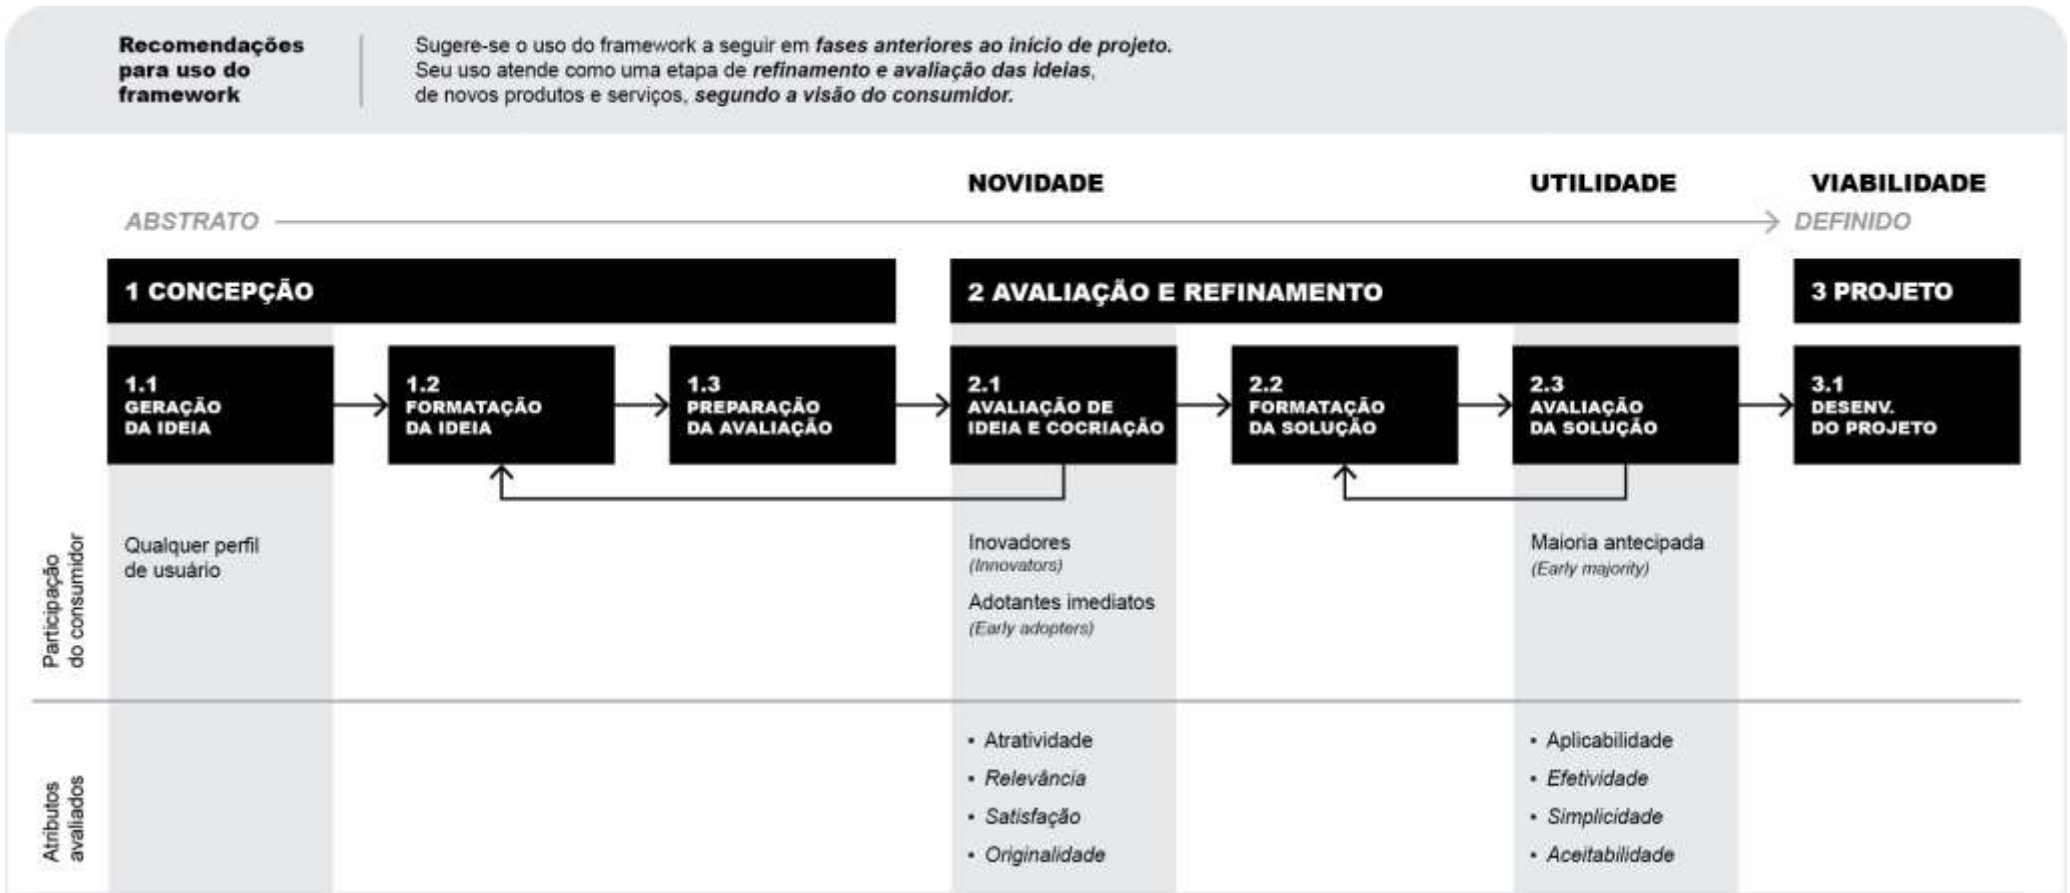 Recomendações
para uso do
framework
Sugere-se o uso do framework a seguir em fases anteriores ao início de projeto.
Seu uso atende como uma etapa de refinamento e avaliação das ideias,
de novos produtos e serviços, segundo a visão do consumidor.
NOVIDADE
UTILIDADE
VIABILIDADE
ABSTRATO
DEFINIDO
1 CONCEPÇÃO
2 AVALIAÇÃO E REFINAMENTO
3 PROJETO
1.1
GERAÇÃO
DA IDEIA
1.2
FORMATAÇÃO
DA IDEIA
1.3
PREPARAÇÃO
DA AVALIAÇÃO
2.1
AVALIAÇÃO DE
IDEIA E COCRIAÇÃO
2.2
FORMATAÇÃO
DA SOLUÇÃO
2.3
AVALIAÇÃO
DA SOLUÇÃO
3.1
DESENV.
DO PROJETO
Participação
do consumidor
Qualquer perfil
de usuário
Inovadores
(Innovators)
Adotantes imediatos
(Early adopters)
Maioria antecipada
(Early majority)
Atributos
avaliados
• Atratividade
• Relevância
• Satisfação
• Originalidade
• Aplicabilidade
• Efetividade
• Simplicidade
• Aceitabilidade